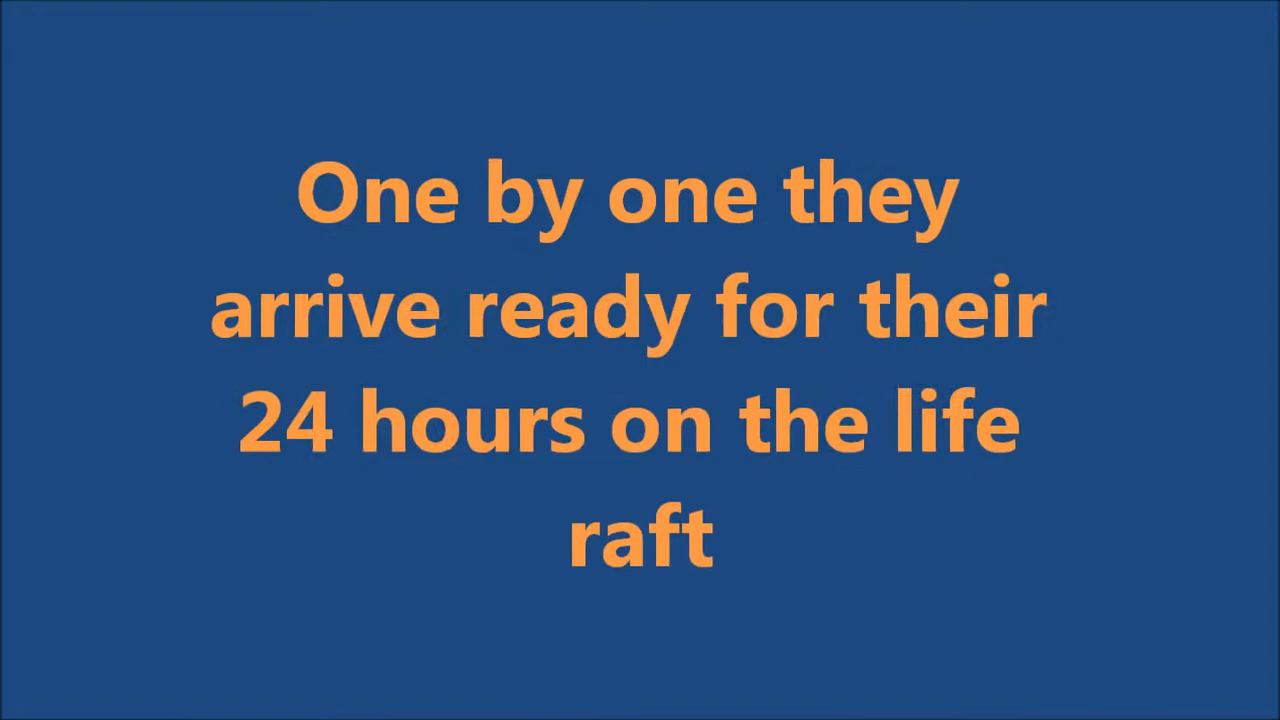 One by one they
arrive ready for their
24 hours on the life
raft